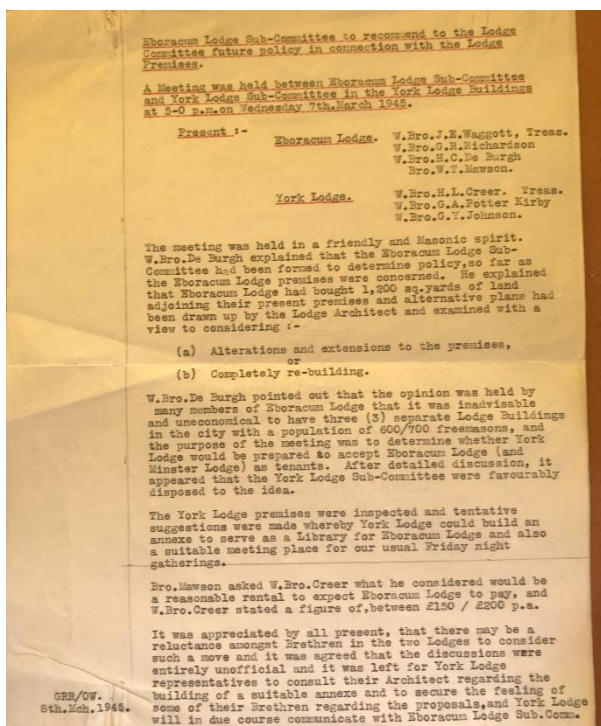 Eboracum Lodge Sub-Committee to recommend to the Lodge
Committee future policy in connection with the Lodge
Premises.
A Meeting was held between Eboracum Lodge Sub-Committee
and York Lodge Sub-Committee in the York Lodge Buildings
at 5-0 p.m.on Wednesday 7th.March 1945.
Present :-
Eboracum Lodge. W.Bro.J.E.Waggott, Treas.
W.Bro.G.R.Richardson
W.Bro.H.C.De Burgh
Bro.W.T.Mawson.
York Lodge. W.Bro.H.L.Creer. Treas.
W.Bro.G.A.Potter Kirby
W.Bro.G.Y.Johnson.
The meeting was held in a friendly and Masonic spirit.
W.Bro.De Burgh explained that the Eboracum Lodge Sub-
Committee had been formed to determine policy,so far as
the Eboracum Lodge premises were concerned. He explained
that Eboracum Lodge had bought 1,200 sq.yards of land
adjoining their present premises and alternative plans had
been drawn up by the Lodge Architect and examined with a
view to considering :-
(a) Alterations and extensions to the premises,
or
(b) Completely re-building.
W.Bro.De Burgh pointed out that the opinion was held by
many members of Eboracum Lodge that it was inadvisable
and uneconomical to have three (3) separate Lodge Buildings
in the city with a population of 600/700 freemasons, and
the purpose of the meeting was to determine whether York
Lodge would be prepared to accept Eboracum Lodge (and
Minster Lodge) as tenants. After detailed discussion, it
appeared that the York Lodge Sub-Committee were favourably
disposed to the idea.
The York Lodge premises were inspected and tentative
suggestions were made whereby York Lodge could build an
annexe to serve as a Library for Eboracum Lodge and also
a suitable meeting place for our usual Friday night
gatherings.
Bro.Mawson asked W.Bro.Creer what he considered would be
a reasonable rental to expect Eboracum Lodge to pay, and
W.Bro.Creer stated a figure of,between £150 / £200 p.a.
It was appreciated by all present, that there may be a
reluctance amongst Brethren in the two Lodges to consider
such a move and it was agreed that the discussions were
entirely unofficial and it was left for York Lodge
representatives to consult their Architect regarding the
building of a suitable annexe and to secure the feeling of
some of their Brethren regarding the proposals,and York Lodge
will in due course communicate with Eboracum Lodge Sub.Comm.
GRR/OW.
8th.Mch.1945.